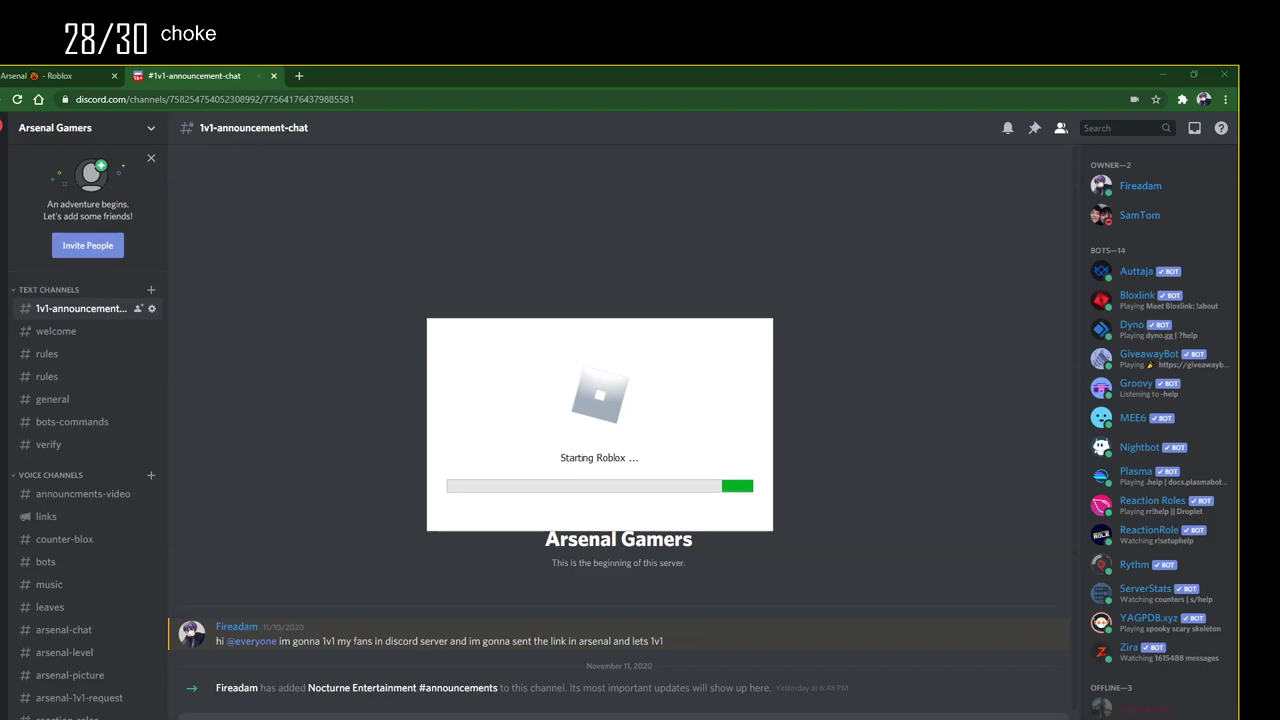 28/30 choke
Arsenal 🎃 - Roblox
#1v1-announcement-chat
discord.com/channels/758254754052308992/775641764379885581
Arsenal Gamers
1v1-announcement-chat
Search
An adventure begins.
Let's add some friends!
Invite People
TEXT CHANNELS
1v1-announcement...
welcome
rules
rules
general
bots-commands
verify
VOICE CHANNELS
announcments-video
links
counter-blox
bots
music
leaves
arsenal-chat
arsenal-level
arsenal-picture
arsenal-1v1-request
Starting Roblox ...
Arsenal Gamers
This is the beginning of this server.
Fireadam 11/10/2020
hi @everyone im gonna 1v1 my fans in discord server and im gonna sent the link in arsenal and lets 1v1
November 11, 2020
Fireadam has added Nocturne Entertainment #announcements to this channel. Its most important updates will show up here. Yesterday at 6:48 PM
OWNER—2
Fireadam
SamTom
BOTS—14
Auttaja BOT
Bloxlink BOT
Playing Meet Bloxlink: !about
Dyno BOT
Playing dyno.gg | ?help
GiveawayBot BOT
Playing 🎉 https://giveawayb...
Groovy BOT
Listening to -help
MEE6 BOT
Nightbot BOT
Plasma BOT
Playing .help | docs.plasmabot...
Reaction Roles BOT
Playing rr!help || Droplet
ReactionRole BOT
Watching r!setuphelp
Rythm BOT
ServerStats BOT
Watching counters | s/help
YAGPDB.xyz BOT
Playing spooky scary skeleton
Zira BOT
Watching 1615488 messages
OFFLINE—3